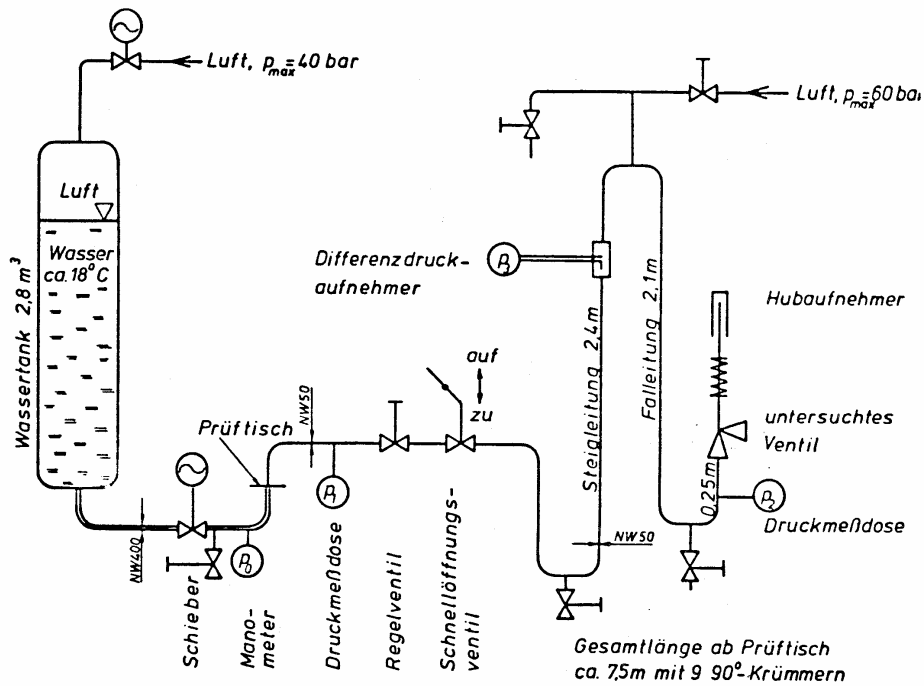 Luft, pmax=40 bar
Luft, pmax=60 ba
Luft
Wasser
ca. 18°C
Wassertank 2,8 m³
Differenzdruck-
aufnehmer
P3
Steigleitung 2,4m
Falleitung 2,1m
Hubaufnehmer
untersuchtes
Ventil
0,25m
P2
Druckmeßdose
auf
zu
Prüftisch
NW50
P1
NW400
P0
NW50
Schieber
Mano-
meter
Druckmeßdose
Regelventil
Schnellöffnungs-
ventil
Gesamtlänge ab Prüftisch
ca. 7,5m mit 9 90°-Krümmern